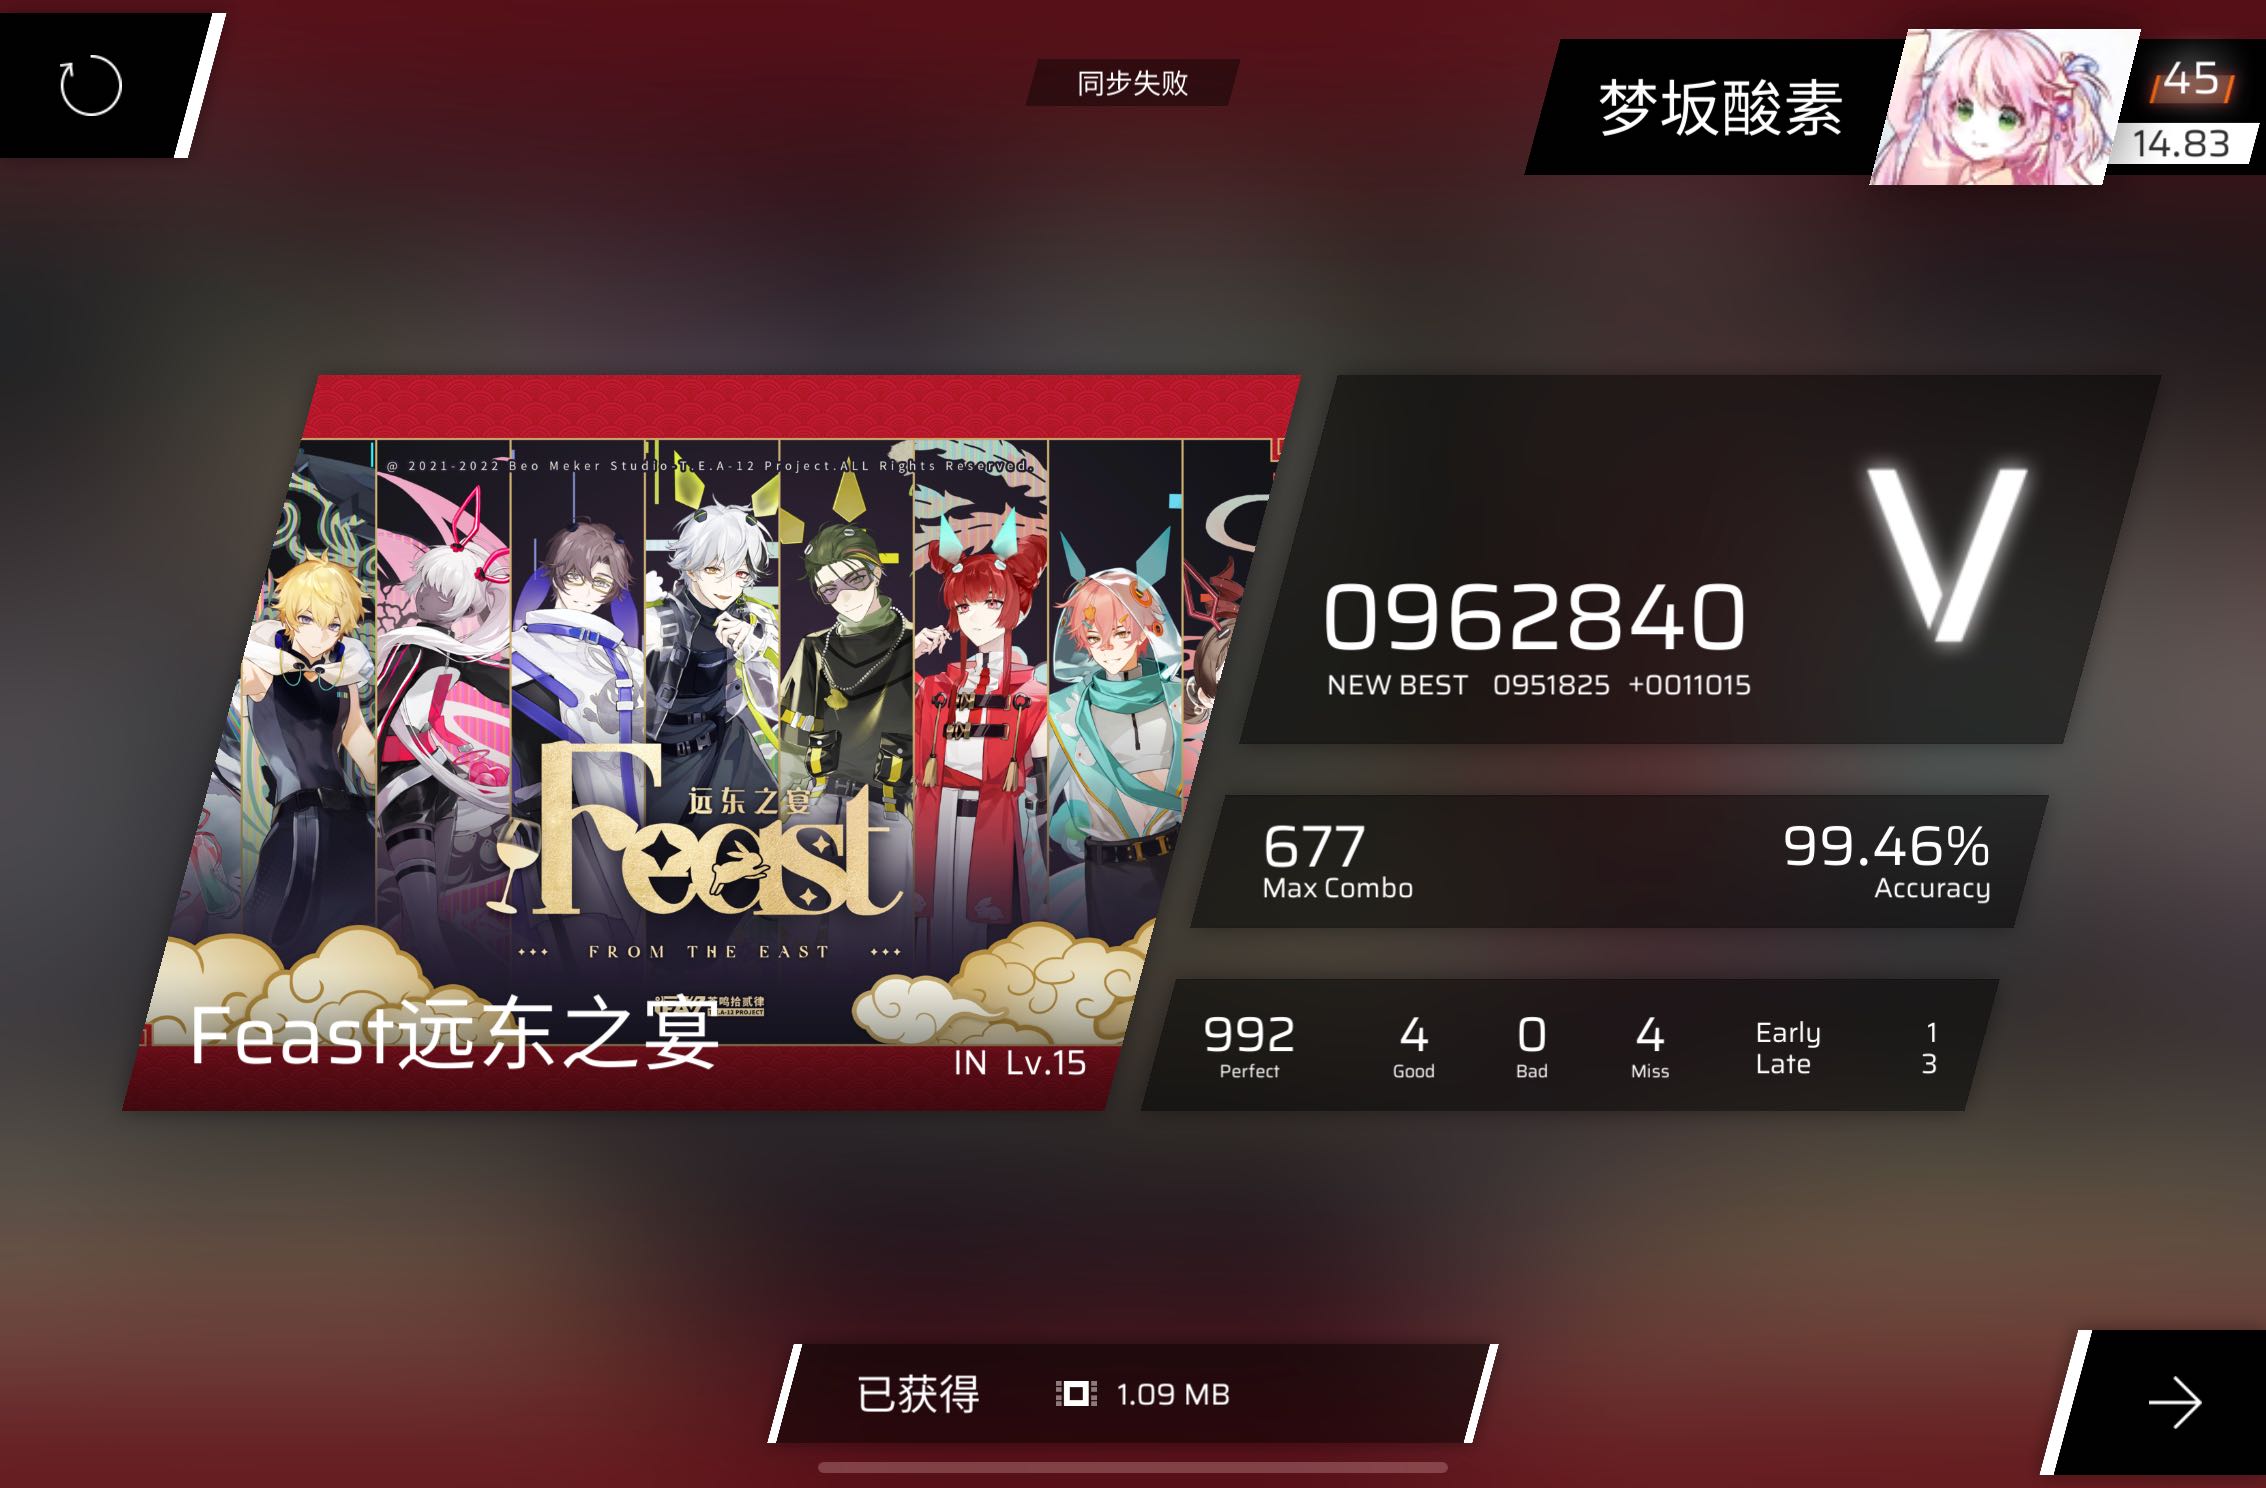 同步失败
梦坂酸素
45
14.83
@ 2021-2022 Beo Meker Studio-T.E.A-12 Project.ALL Rights Reserved.
远东之宴
Feast
FROM THE EAST
Feast远东之宴
IN Lv.15
V
0962840
NEW BEST 0951825 +0011015
677
Max Combo
99.46%
Accuracy
992
Perfect
4
Good
0
Bad
4
Miss
Early 1
Late 3
已获得 1.09 MB